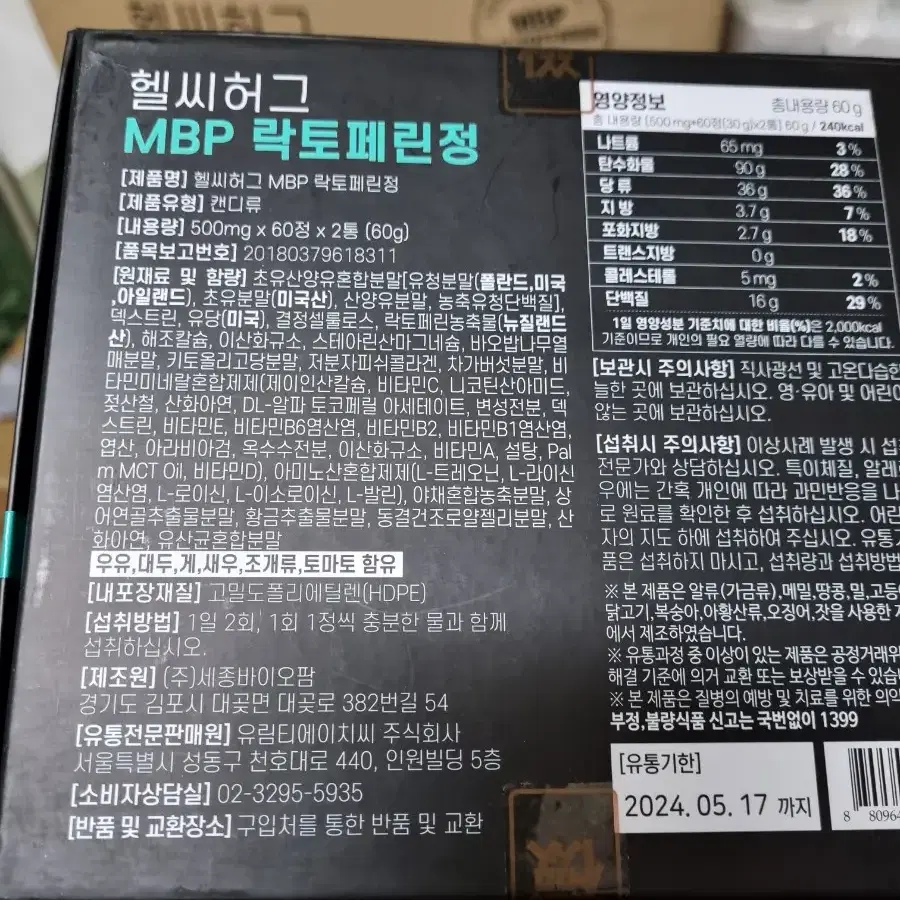 헬씨허그
MBP
헬씨허그
MBP 락토페린정
[제품명] 헬씨허그 MBP 락토페린정
[제품유형] 캔디류
[내용량] 500mg x 60정 x 2통 (60g)
[품목보고번호] 20180379618311
[원재료 및 함량] 초유산양유혼합분말[유청분말(폴란드,미국
,아일랜드), 초유분말(미국산), 산양유분말, 농축유청단백질],
덱스트린, 유당(미국), 결정셀룰로스, 락토페린농축물(뉴질랜드
산), 해조칼슘, 이산화규소, 스테아린산마그네슘, 바오밥나무열
매분말, 키토올리고당분말, 저분자피쉬콜라겐, 차가버섯분말, 비
타민미네랄혼합제제(제이인산칼슘, 비타민C, 니코틴산아미드,
젖산철, 산화아연, DL-알파 토코페릴 아세테이트, 변성전분, 덱
스트린, 비타민E, 비타민B6염산염, 비타민B2, 비타민B1염산염,
엽산, 아라비아검, 옥수수전분, 이산화규소, 비타민A, 설탕, Pal
m MCT Oil, 비타민D), 아미노산혼합제제(L-트레오닌, L-라이신
염산염, L-로이신, L-이소로이신, L-발린), 야채혼합농축분말, 상
어연골추출물분말, 황금추출물분말, 동결건조로얄젤리분말, 산
화아연, 유산균혼합분말
우유,대두,게,새우,조개류,토마토 함유
[내포장재질] 고밀도폴리에틸렌(HDPE)
[섭취방법] 1일 2회, 1회 1정씩 충분한 물과 함께
섭취하십시오.
[제조원] (주)세종바이오팜
경기도 김포시 대곶면 대곶로 382번길 54
[유통전문판매원] 유림티에이치씨 주식회사
서울특별시 성동구 천호대로 440, 인원빌딩 5층
[소비자상담실] 02-3295-5935
[반품 및 교환장소] 구입처를 통한 반품 및 교환
영양정보 총내용량 60g
총 내용량 [500 mg*60정(30g)x2통] 60g / 240kcal
나트륨 65 mg 3%
탄수화물 90 g 28%
당류 36 g 36%
지방 3.7 g 7%
포화지방 2.7 g 18%
트랜스지방 0 g
콜레스테롤 5 mg 2%
단백질 16 g 29%
1일 영양성분 기준치에 대한 비율(%)은 2,000kcal
기준이므로 개인의 필요 열량에 따라 다를 수 있습니다.
[보관시 주의사항] 직사광선 및 고온다습한
늘한 곳에 보관하십시오. 영·유아 및 어린이
않는 곳에 보관하십시오.
[섭취시 주의사항] 이상사례 발생 시 섭
전문가와 상담하십시오. 특이체질, 알레
우에는 간혹 개인에 따라 과민반응을 나
로 원료를 확인한 후 섭취하십시오. 어린
자의 지도 하에 섭취하여 주십시오. 유통기
품은 섭취하지 마시고, 섭취량과 섭취방법
※ 본 제품은 알류(가금류), 메밀, 땅콩, 밀, 고등어
닭고기, 복숭아, 아황산류, 오징어, 잣을 사용한 제
에서 제조하였습니다.
※ 유통과정 중 이상이 있는 제품은 공정거래위
해결 기준에 의거 교환 또는 보상받을 수 있습
※ 본 제품은 질병의 예방 및 치료를 위한 의약
부정,불량식품 신고는 국번없이 1399
[유통기한]
2024.05.17 까지
8 80964